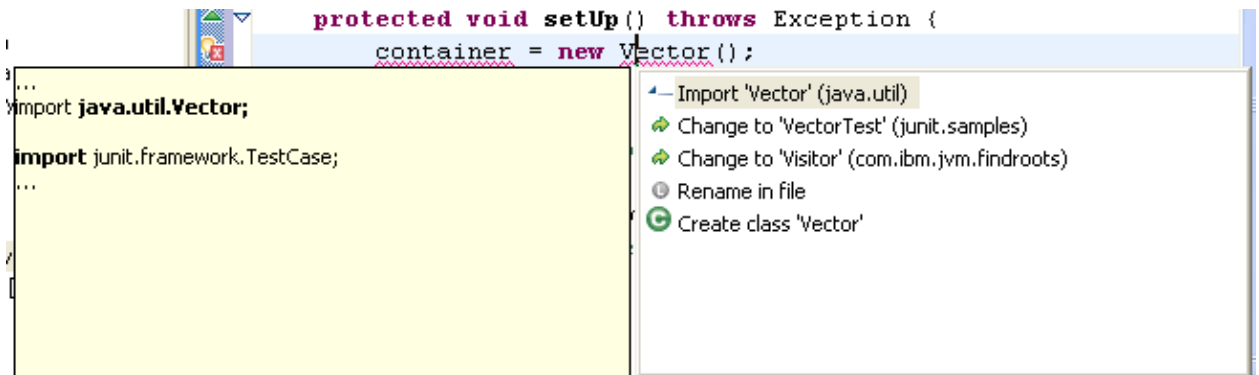 protected void setUp() throws Exception {
container = new Vector();
...
import java.util.Vector;
import junit.framework.TestCase;
...
Import 'Vector' (java.util)
Change to 'VectorTest' (junit.samples)
Change to 'Visitor' (com.ibm.jvm.findroots)
Rename in file
Create class 'Vector'